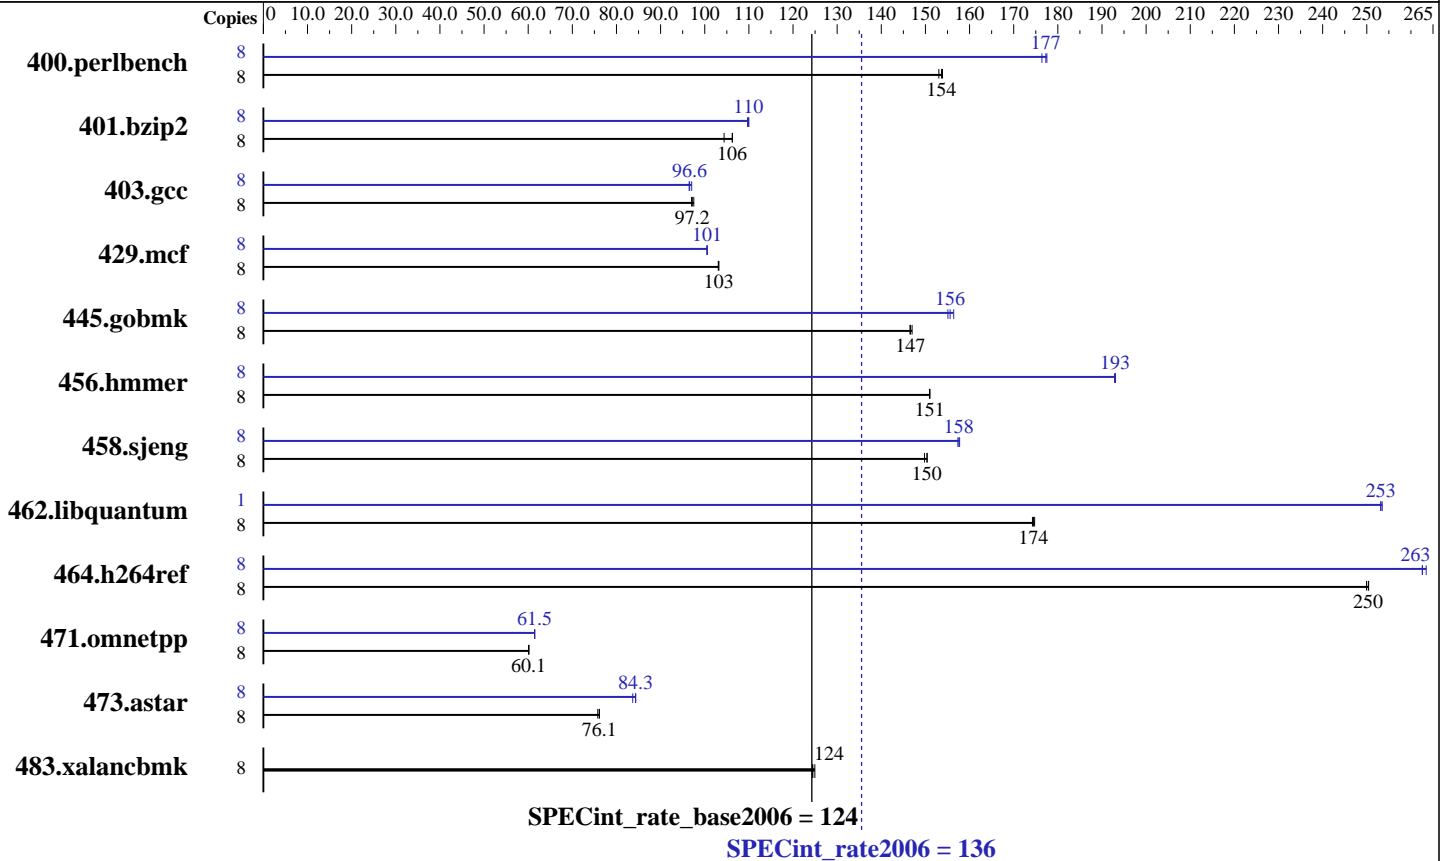 Copies 0 10.0 20.0 30.0 40.0 50.0 60.0 70.0 80.0 90.0 100 110 120 130 140 150 160 170 180 190 200 210 220 230 240 250 265
400.perlbench 8 177
8 154
401.bzip2 8 110
8 106
403.gcc 8 96.6
8 97.2
429.mcf 8 101
8 103
445.gobmk 8 156
8 147
456.hmmer 8 193
8 151
458.sjeng 8 158
8 150
462.libquantum 1 253
8 174
464.h264ref 8 263
8 250
471.omnetpp 8 61.5
8 60.1
473.astar 8 84.3
8 76.1
483.xalancbmk 8 124
SPECint_rate_base2006 = 124
SPECint_rate2006 = 136